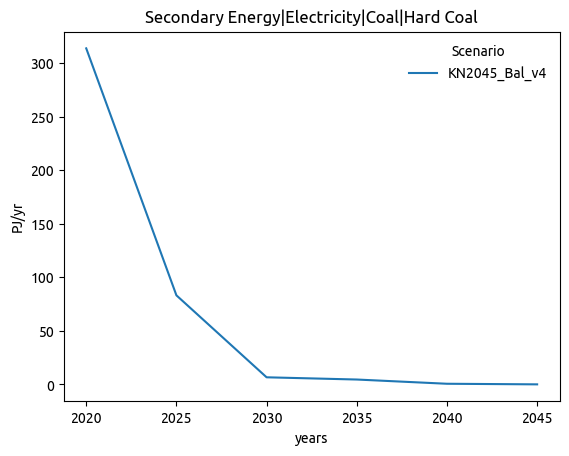 Secondary Energy|Electricity|Coal|Hard Coal
Scenario
KN2045_Bal_v4
PJ/yr
300
250
200
150
100
50
0
2020 2025 2030 2035 2040 2045
years